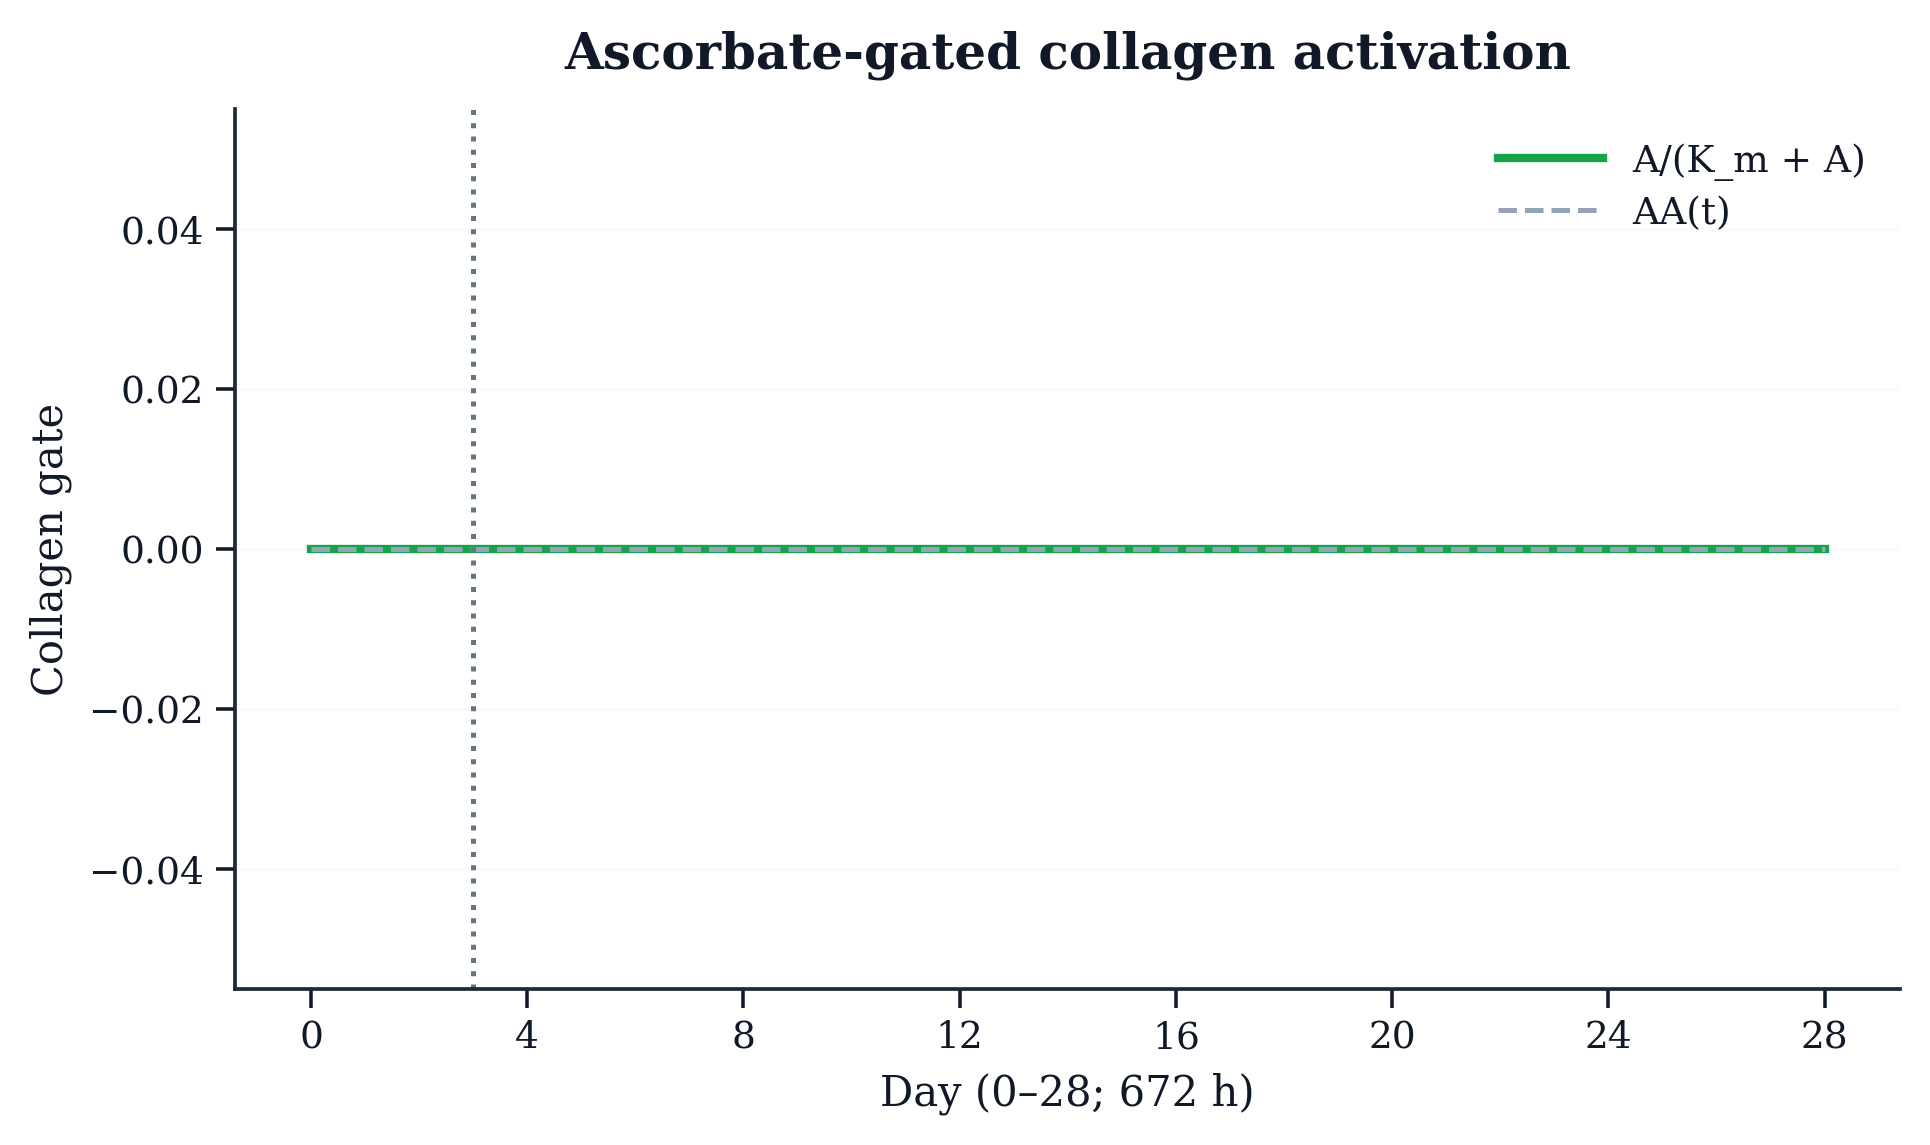 Ascorbate-gated collagen activation
A/(K_m + A)
AA(t)
Collagen gate
0.04
0.02
0.00
−0.02
−0.04
0 4 8 12 16 20 24 28
Day (0–28; 672 h)